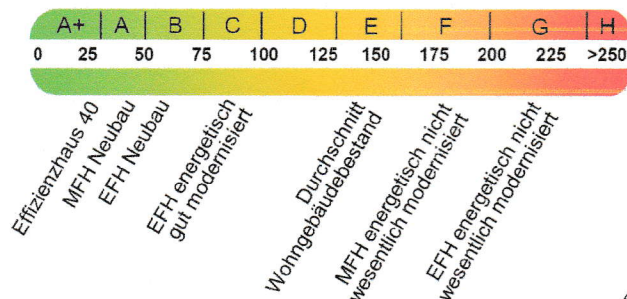 A+ A B C D E F G H
0 25 50 75 100 125 150 175 200 225 >250
Effizienzhaus 40
MFH Neubau
EFH Neubau
EFH energetisch
gut modernisiert
Durchschnitt
Wohngebäudebestand
MFH energetisch nicht
wesentlich modernisiert
EFH energetisch nicht
wesentlich modernisiert